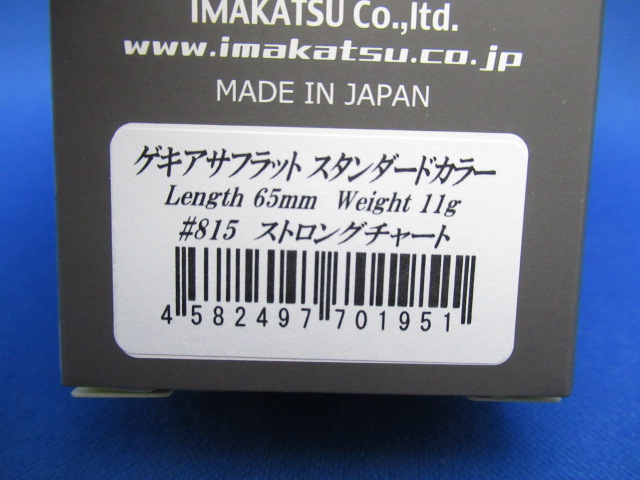 IMAKATSU Co.,ltd.
www.imakatsu.co.jp
MADE IN JAPAN
ゲキアサフラット スタンダードカラー
Length 65mm Weight 11g
#815 ストロングチャート
4 582497 701951